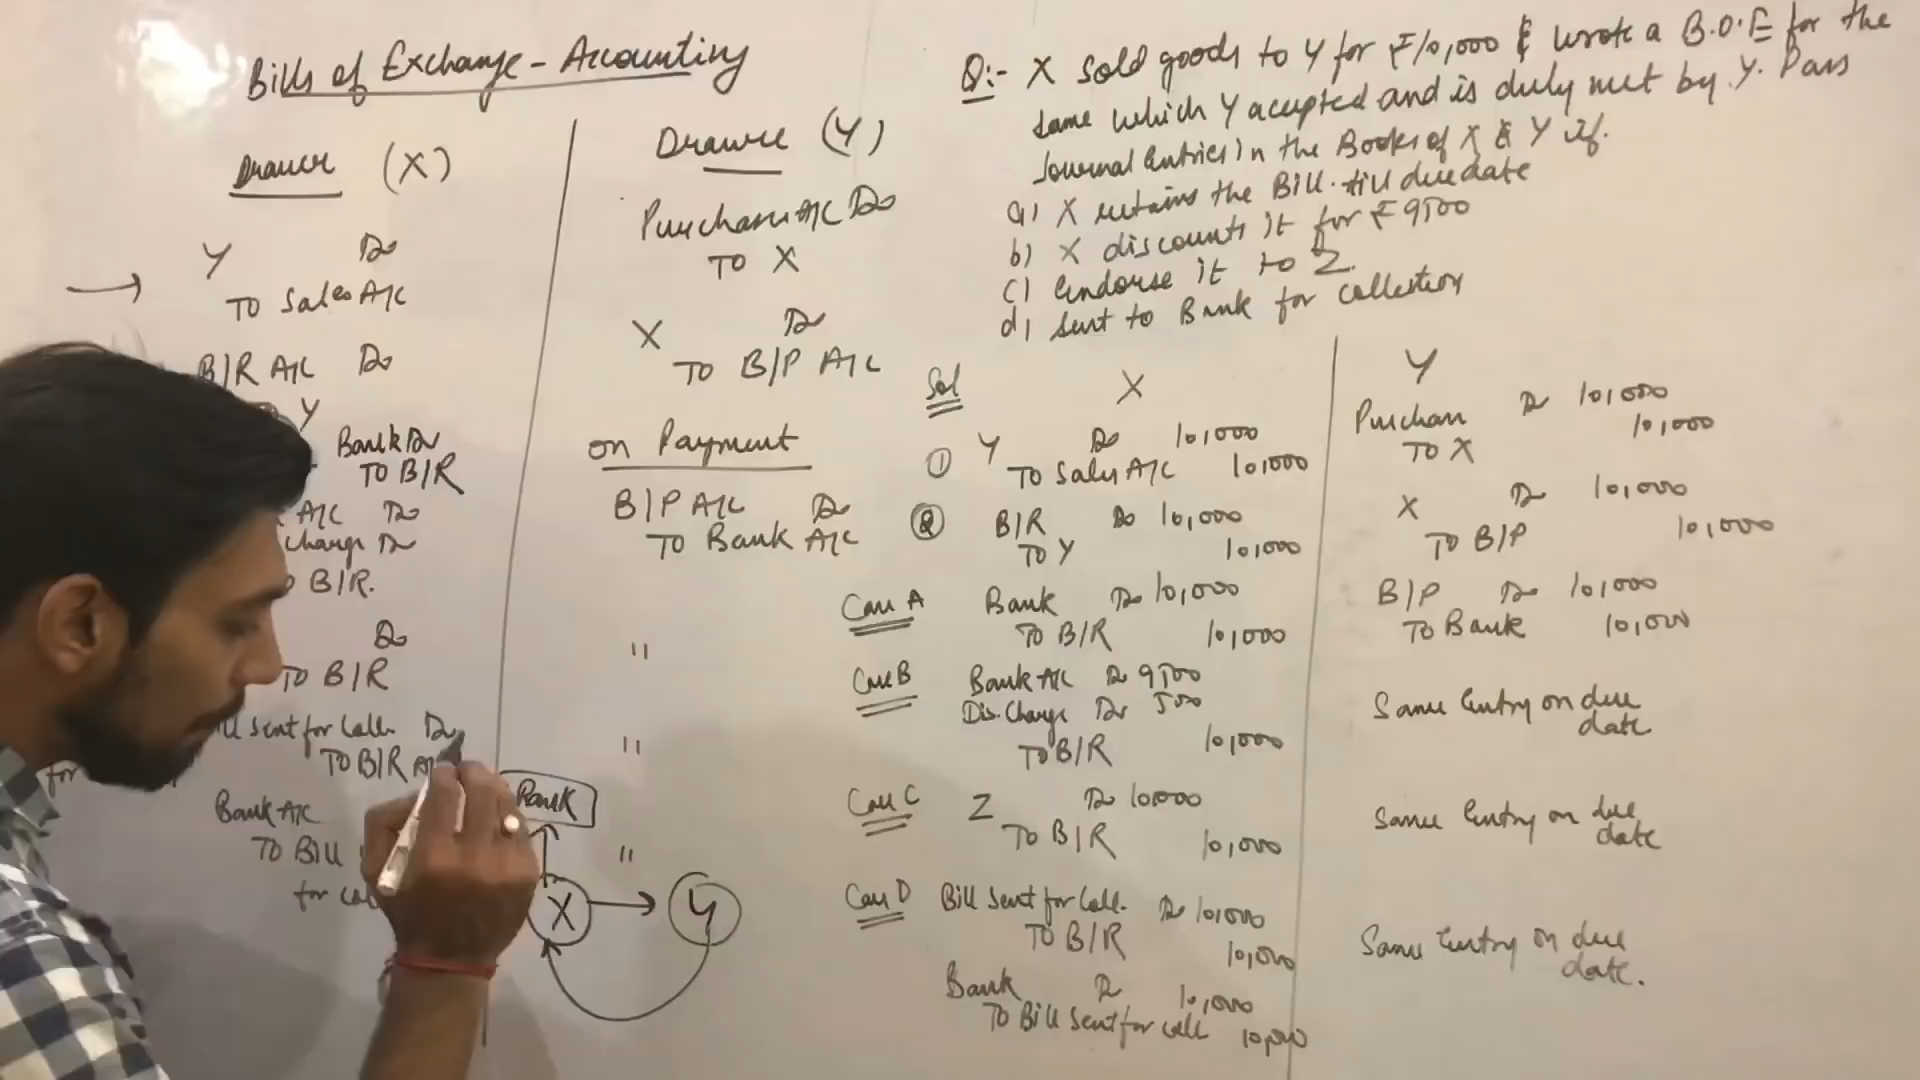 Bills of Exchange - Accounting
Drawer (X)
Y Dr
TO Sales A/C
B/R A/C Dr
Y
Bank Dr
TO B/R
A/C Dr
Charge Dr
B/R.
Dr
TO B/R
sent for Coll. Dr
TO B/R A
for
Bank A/C
TO Bill
for Col
Drawee (Y)
Purchases A/C Dr
TO X
X Dr
TO B/P A/C
on Payment
B/P A/C Dr
TO Bank A/C
"
"
"
Bank
X
Y
Q:- X sold goods to Y for ₹10,000 & wrote a B.O.E for the
same which Y accepted and is duly met by Y. Pass
Journal Entries in the Books of X & Y if.
a) X retains the Bill till due date
b) X discounts it for ₹9500
c) Endorse it to Z.
d) Sent to Bank for collection
Sol
X
① Y Dr 10,000
TO Sales A/C 10,000
② B/R Dr 10,000
TO Y 10,000
Case A Bank Dr 10,000
TO B/R 10,000
Case B Bank A/C Dr 9500
Dis. Charge Dr 500
TO B/R 10,000
Case C Z Dr 10,000
TO B/R 10,000
Case D Bill Sent for Coll. Dr 10,000
TO B/R 10,000
Bank Dr 10,000
TO Bill Sent for Coll 10,000
Y
Purchase Dr 10,000
TO X 10,000
X Dr 10,000
TO B/P 10,000
B/P Dr 10,000
TO Bank 10,000
Same Entry on due
date
Same Entry on due
date
Same Entry on due
date.